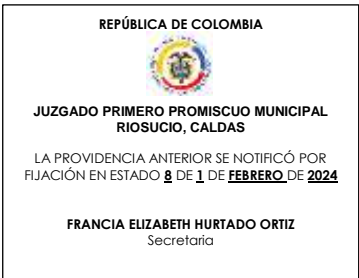 REPÚBLICA DE COLOMBIA
JUZGADO PRIMERO PROMISCUO MUNICIPAL
RIOSUCIO, CALDAS
LA PROVIDENCIA ANTERIOR SE NOTIFICÓ POR
FIJACIÓN EN ESTADO 8 DE 1 DE FEBRERO DE 2024
FRANCIA ELIZABETH HURTADO ORTIZ
Secretaria